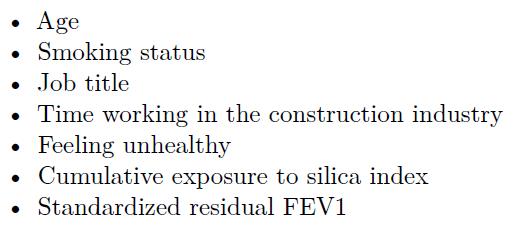 • Age
• Smoking status
• Job title
• Time working in the construction industry
• Feeling unhealthy
• Cumulative exposure to silica index
• Standardized residual FEV1